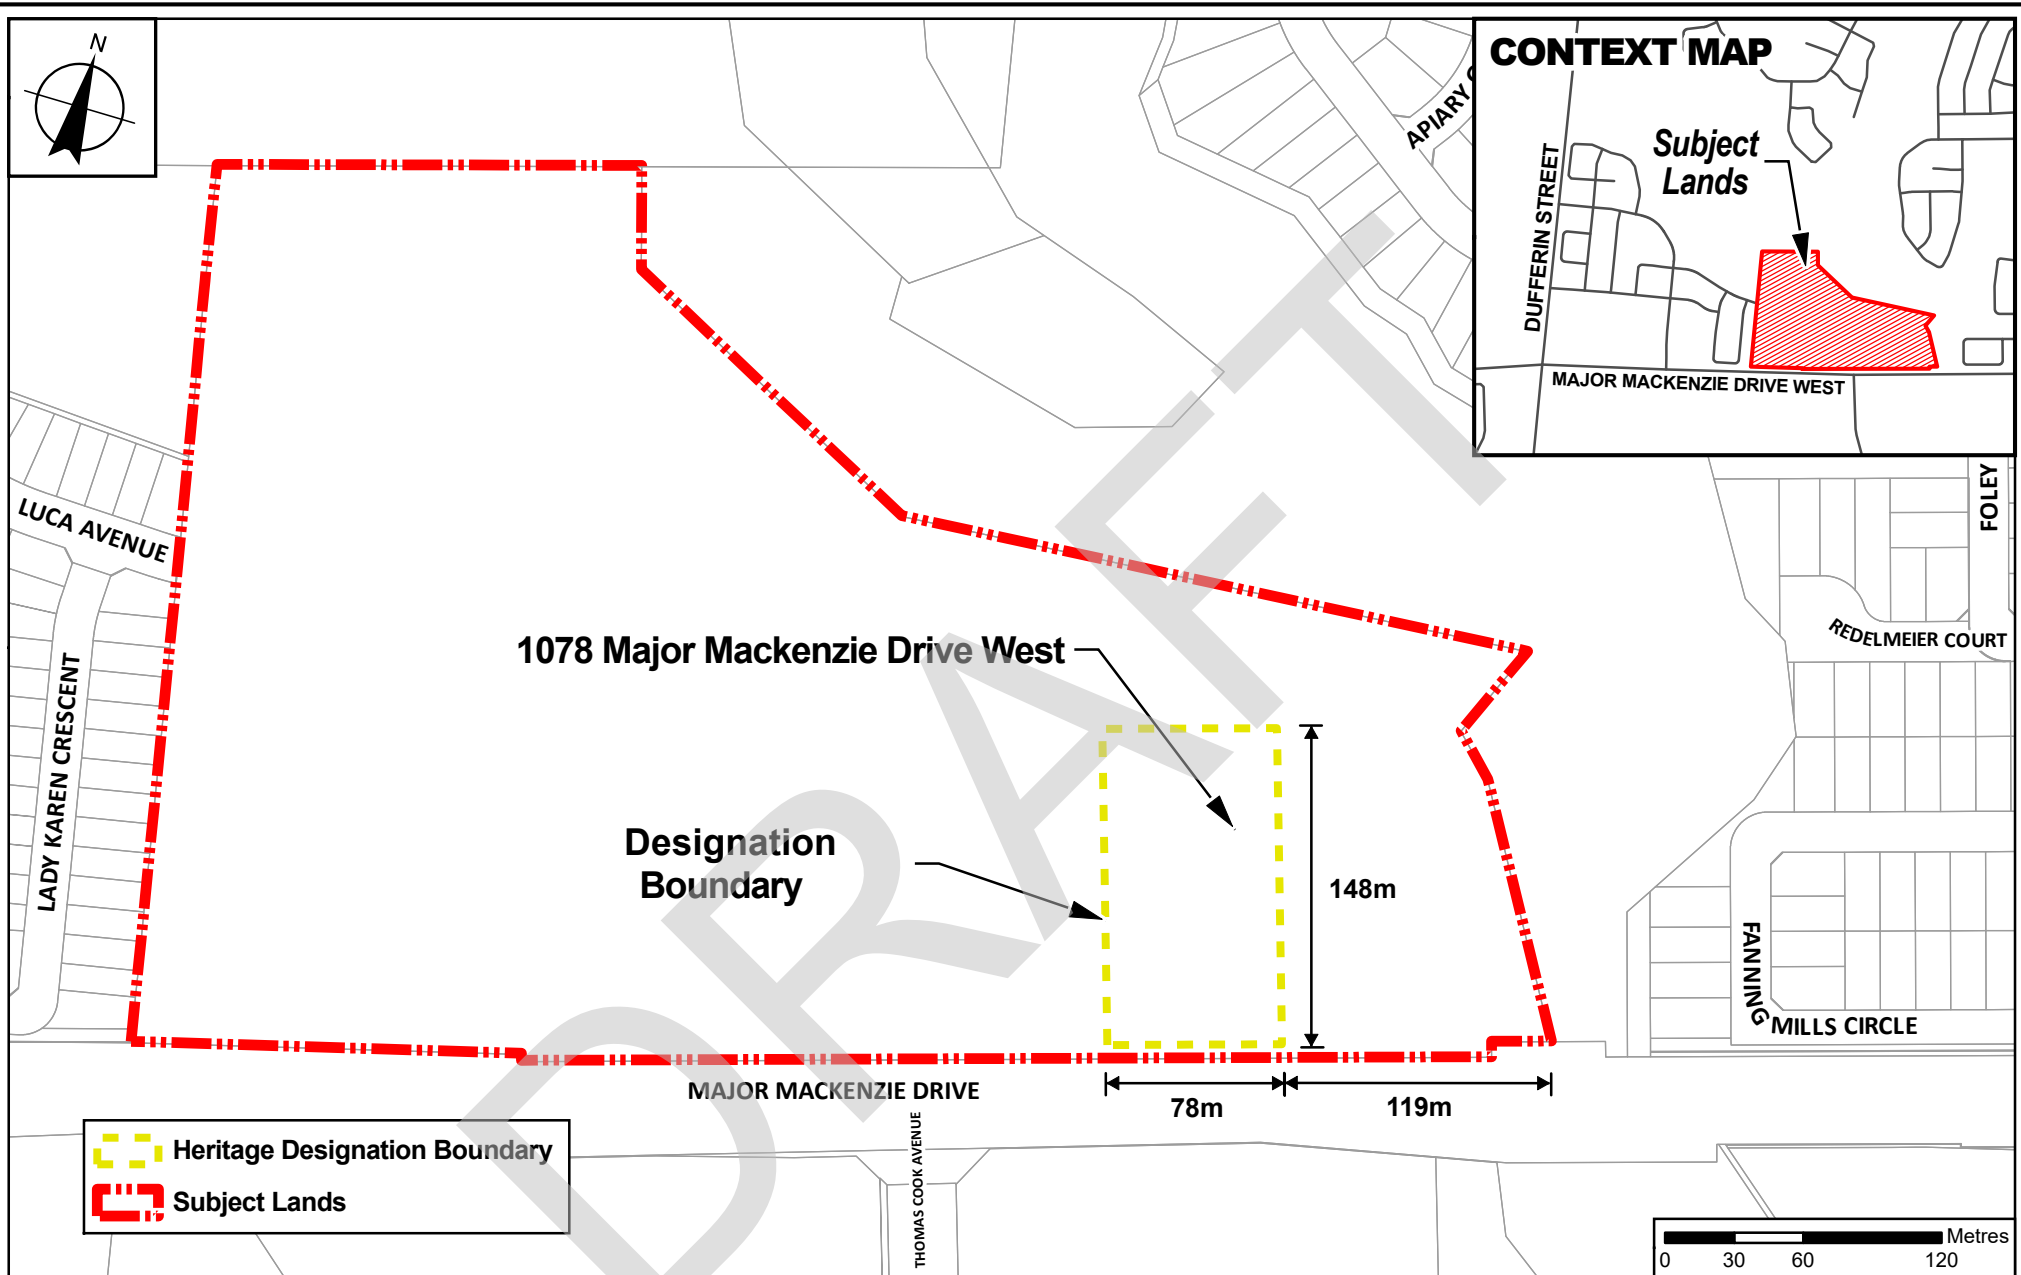 N
CONTEXT MAP
Subject
Lands
DUFFERIN STREET
MAJOR MACKENZIE DRIVE WEST
APIARY
FOLEY
LUCA AVENUE
REDELMEIER COURT
LADY KAREN CRESCENT
1078 Major Mackenzie Drive West
Designation
Boundary
148m
FANNING
MILLS CIRCLE
MAJOR MACKENZIE DRIVE
78m
119m
THOMAS COOK AVENUE
Heritage Designation Boundary
Subject Lands
Metres
0 30 60 120
DRAFT